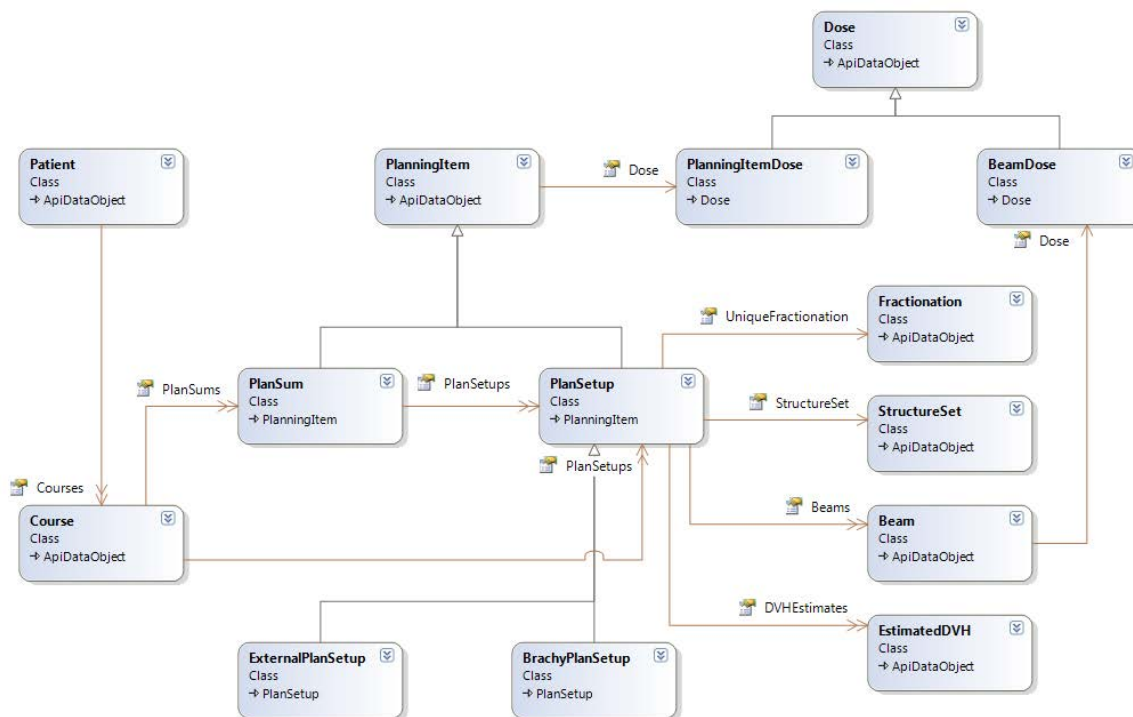 Dose
Class
ApiDataObject
Patient
Class
ApiDataObject
PlanningItem
Class
ApiDataObject
Dose
PlanningItemDose
Class
Dose
BeamDose
Class
Dose
Dose
Fractionation
Class
ApiDataObject
UniqueFractionation
PlanSums
PlanSum
Class
PlanningItem
PlanSetups
PlanSetup
Class
PlanningItem
StructureSet
StructureSet
Class
ApiDataObject
PlanSetups
Courses
Course
Class
ApiDataObject
Beams
Beam
Class
ApiDataObject
DVHEstimates
EstimatedDVH
Class
ApiDataObject
ExternalPlanSetup
Class
PlanSetup
BrachyPlanSetup
Class
PlanSetup